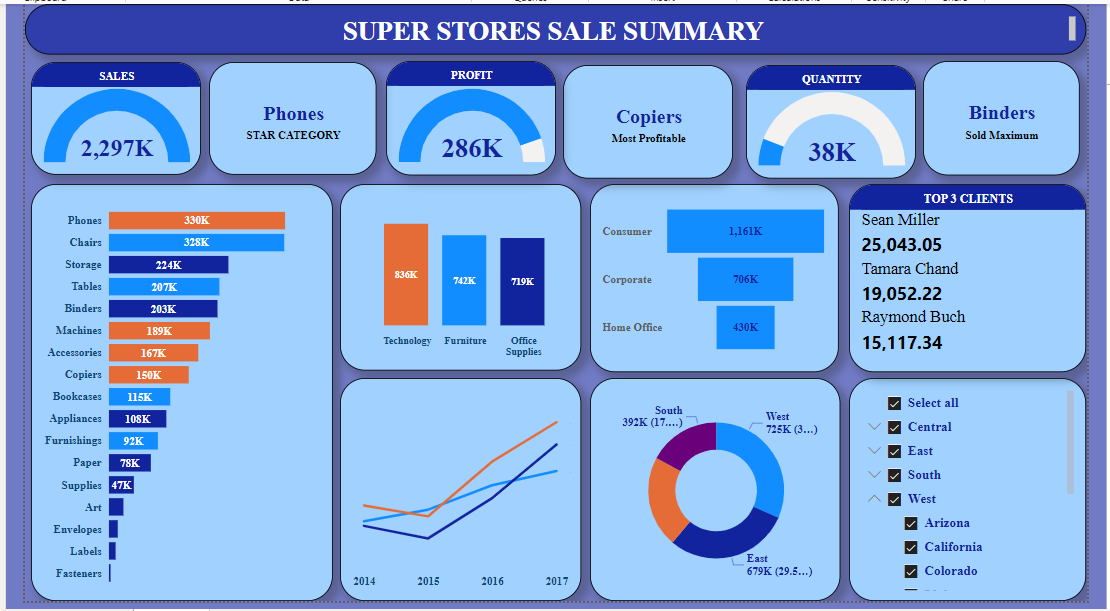 SUPER STORES SALE SUMMARY
SALES
2,297K
Phones
STAR CATEGORY
PROFIT
286K
Copiers
Most Profitable
QUANTITY
38K
Binders
Sold Maximum
Phones 330K
Chairs 328K
Storage 224K
Tables 207K
Binders 203K
Machines 189K
Accessories 167K
Copiers 150K
Bookcases 115K
Appliances 108K
Furnishings 92K
Paper 78K
Supplies 47K
Art
Envelopes
Labels
Fasteners
836K 742K 719K
Technology Furniture Office
Supplies
Consumer 1,161K
Corporate 706K
Home Office 430K
TOP 3 CLIENTS
Sean Miller
25,043.05
Tamara Chand
19,052.22
Raymond Buch
15,117.34
2014 2015 2016 2017
South
392K (17....)
West
725K (3...)
East
679K (29.5...)
Select all
Central
East
South
West
Arizona
California
Colorado